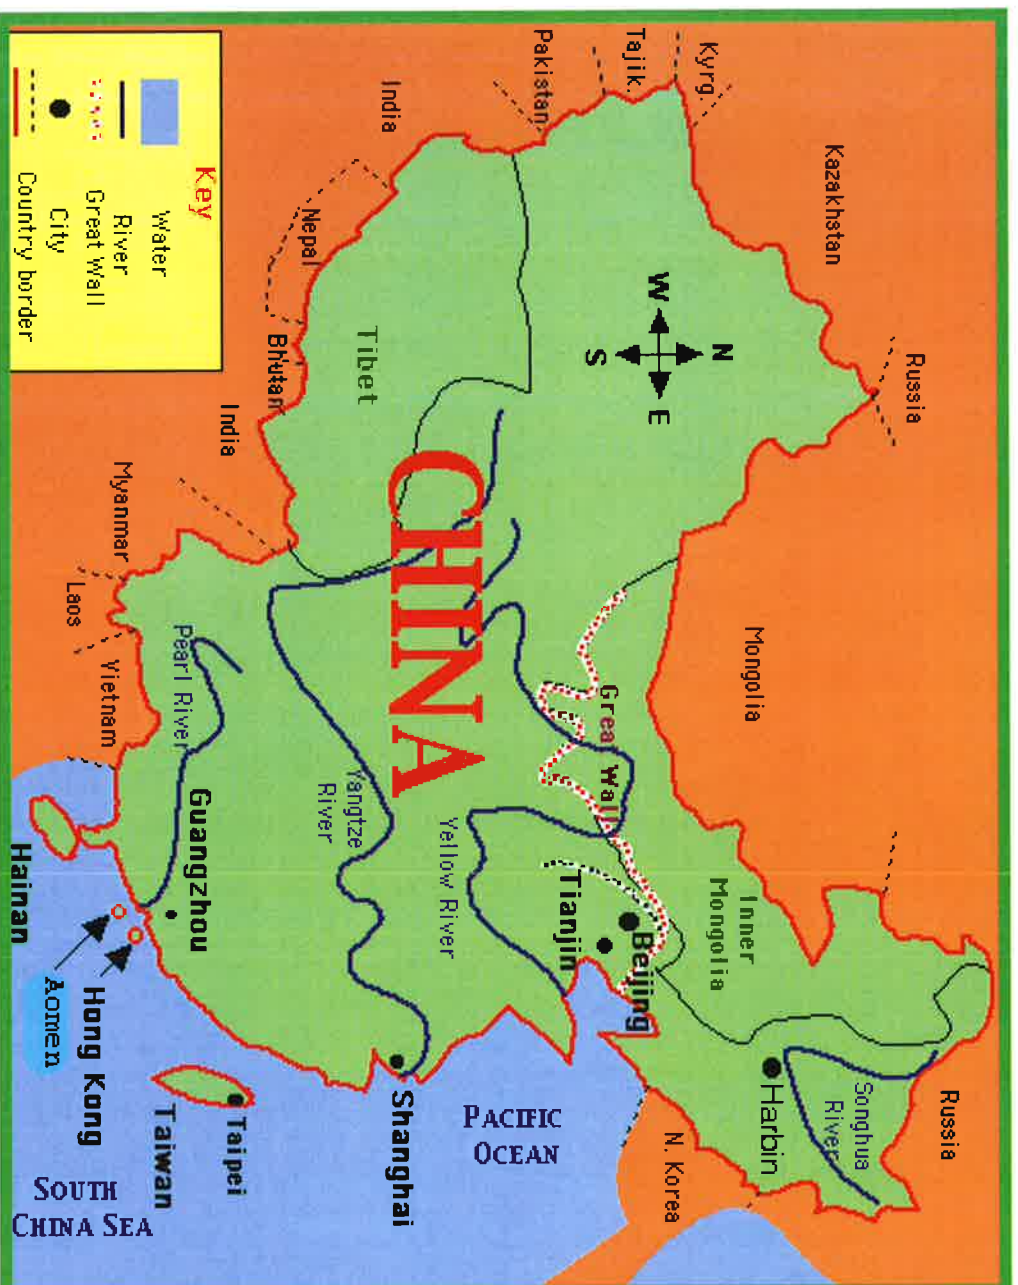 Kyrg.
Tajik.
Pakistan
India
Kazakhstan
Russia
Mongolia
Russia
N
W
E
S
Nepal
Bhutan
India
Myanmar
Laos
Vietnam
Tibet
CHINA
Great Wall
Inner
Mongolia
Songhua
River
Harbin
Beijing
Tianjin
N. Korea
Yellow River
Yangtze
River
Pearl River
Guangzhou
Shanghai
PACIFIC
OCEAN
Taipei
Taiwan
Hong Kong
Aomen
Hainan
SOUTH
CHINA SEA
Key
Water
River
Great Wall
City
Country border